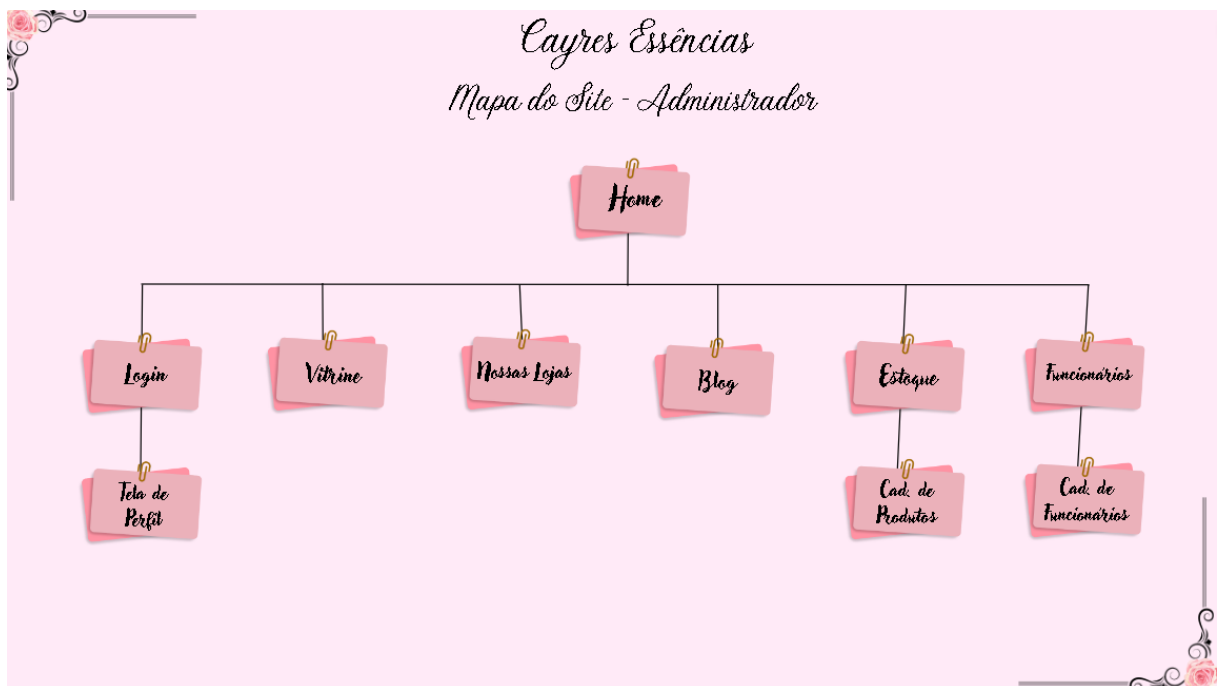 Cayres Essências
Mapa do Site - Administrador
Home
Login
Vitrine
Nossas Lojas
Blog
Estoque
Funcionários
Tela de
Perfil
Cad. de
Produtos
Cad. de
Funcionários